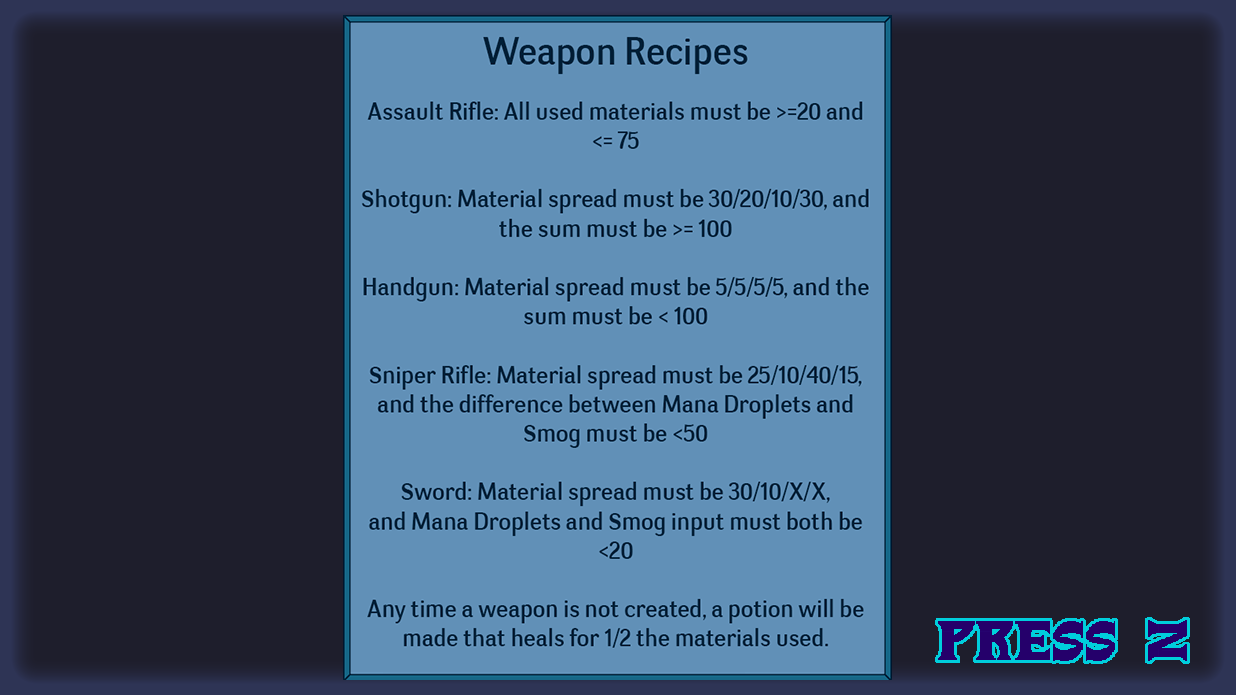 Weapon Recipes
Assault Rifle: All used materials must be >=20 and
<= 75
Shotgun: Material spread must be 30/20/10/30, and
the sum must be >= 100
Handgun: Material spread must be 5/5/5/5, and the
sum must be < 100
Sniper Rifle: Material spread must be 25/10/40/15,
and the difference between Mana Droplets and
Smog must be <50
Sword: Material spread must be 30/10/X/X,
and Mana Droplets and Smog input must both be
<20
Any time a weapon is not created, a potion will be
made that heals for 1/2 the materials used.
PRESS Z